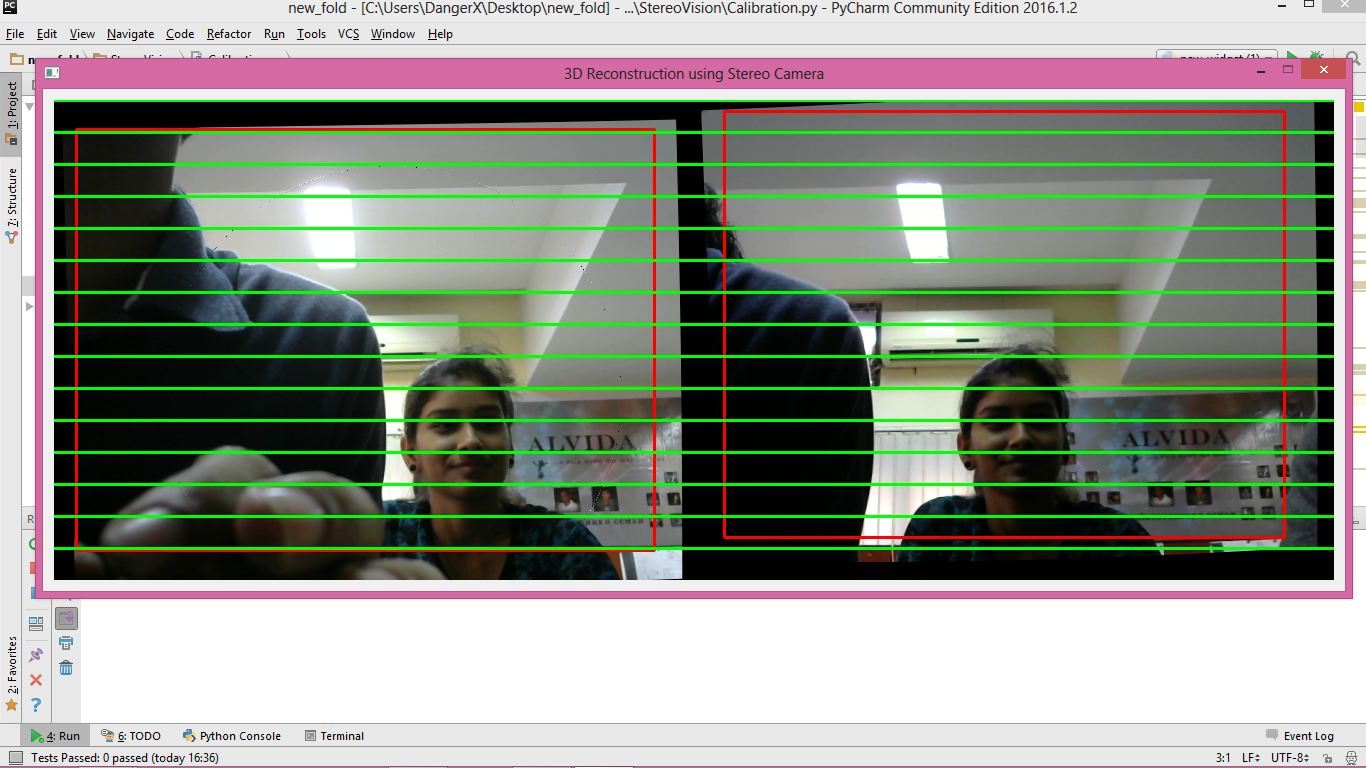 new_fold - [C:\Users\DangerX\Desktop\new_fold] - ...\StereoVision\Calibration.py - PyCharm Community Edition 2016.1.2
File Edit View Navigate Code Refactor Run Tools VCS Window Help
3D Reconstruction using Stereo Camera
1: Project
7: Structure
ALVIDA
ALVIDA
2: Favorites
4: Run 6: TODO Python Console Terminal Event Log
Tests Passed: 0 passed (today 16:36) 3:1 LF UTF-8